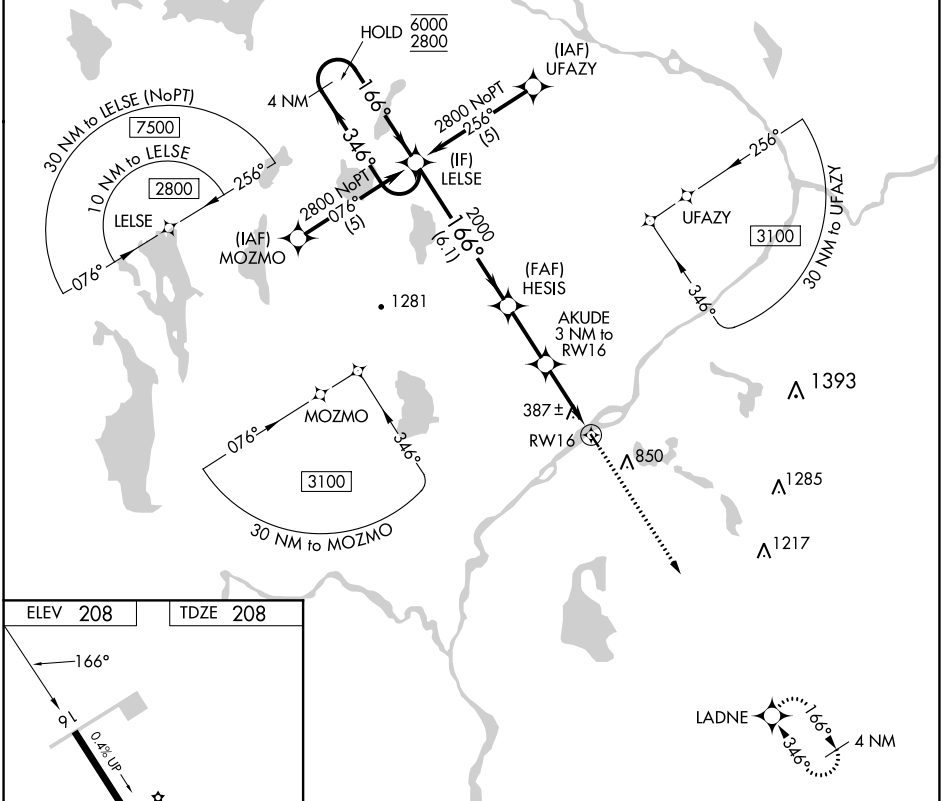 HOLD 6000
2800
(IAF)
UFAZY
4 NM
166°
346°
2800 NoPT
256°
(5)
(IF)
LELSE
2800 NoPT
076°
(5)
(IAF)
MOZMO
30 NM to LELSE (NoPT)
7500
10 NM to LELSE
2800
256°
LELSE
076°
256°
UFAZY
3100
30 NM to UFAZY
346°
2000
166°
(6.1)
(FAF)
HESIS
1281
AKUDE
3 NM to
RW16
387±
RW16
1393
850
1285
1217
MOZMO
076°
346°
3100
30 NM to MOZMO
ELEV 208
TDZE 208
166°
16
0.4% UP
LADNE
166°
346°
4 NM